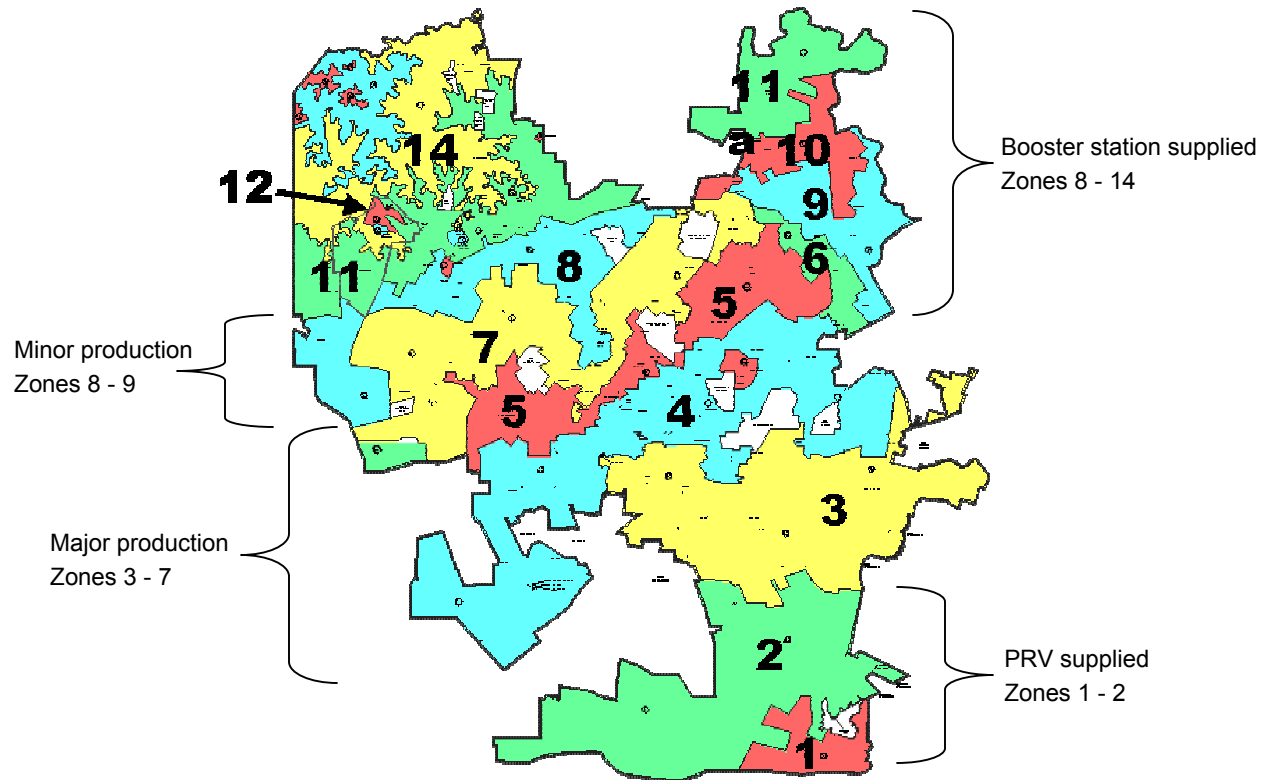 11
a
10
14
12
9
6
11
8
5
7
5
4
3
2
1
Booster station supplied
Zones 8 - 14
Minor production
Zones 8 - 9
Major production
Zones 3 - 7
PRV supplied
Zones 1 - 2